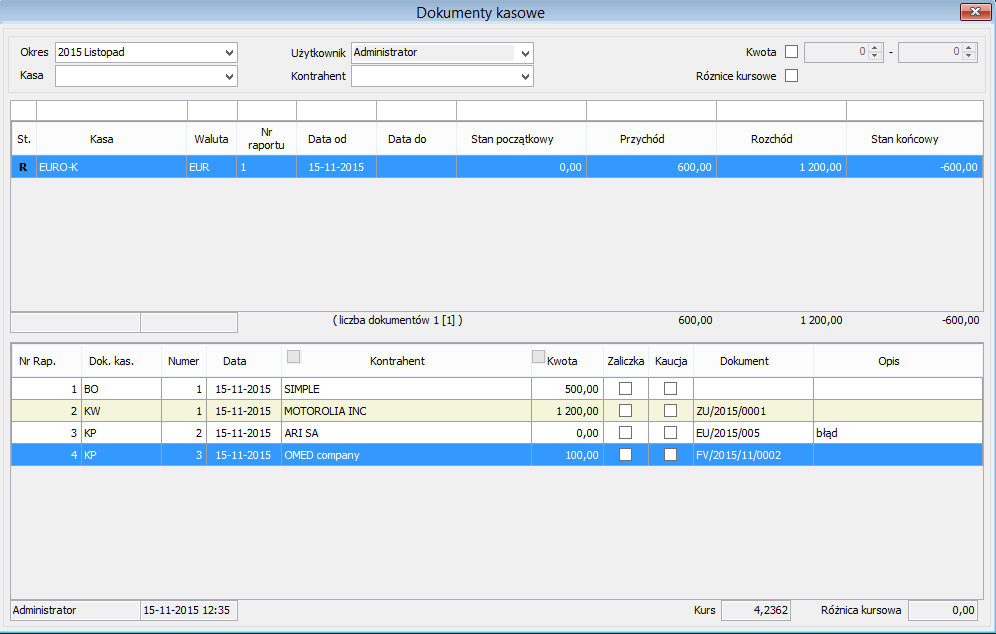 Dokumenty kasowe
Okres 2015 Listopad Użytkownik Administrator Kwota 0 - 0
Kasa Kontrahent Różnice kursowe
St. Kasa Waluta Nr raportu Data od Data do Stan początkowy Przychód Rozchód Stan końcowy
R EURO-K EUR 1 15-11-2015 0,00 600,00 1 200,00 -600,00
( liczba dokumentów 1 [1] ) 600,00 1 200,00 -600,00
Nr Rap. Dok. kas. Numer Data Kontrahent Kwota Zaliczka Kaucja Dokument Opis
1 BO 1 15-11-2015 SIMPLE 500,00
2 KW 1 15-11-2015 MOTOROLIA INC 1 200,00 ZU/2015/0001
3 KP 2 15-11-2015 ARI SA 0,00 EU/2015/005 błąd
4 KP 3 15-11-2015 OMED company 100,00 FV/2015/11/0002
Administrator 15-11-2015 12:35 Kurs 4,2362 Różnica kursowa 0,00